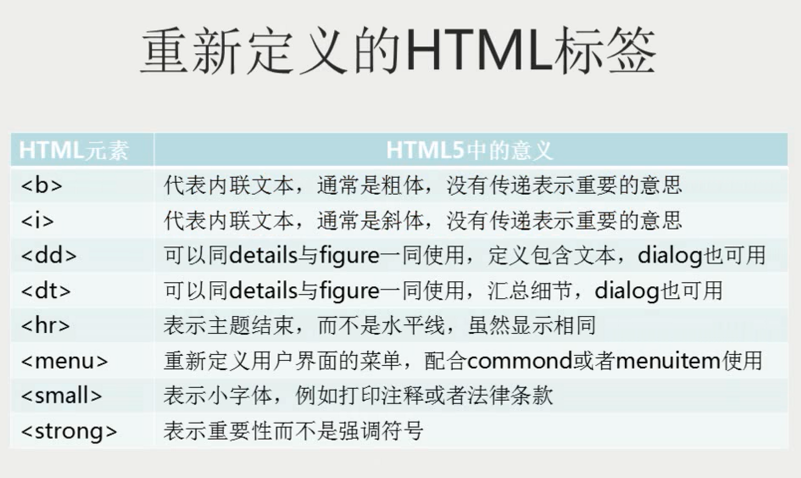 重新定义的HTML标签
HTML元素 HTML5中的意义
<b> 代表内联文本，通常是粗体，没有传递表示重要的意思
<i> 代表内联文本，通常是斜体，没有传递表示重要的意思
<dd> 可以同details与figure一同使用，定义包含文本，dialog也可用
<dt> 可以同details与figure一同使用，汇总细节，dialog也可用
<hr> 表示主题结束，而不是水平线，虽然显示相同
<menu> 重新定义用户界面的菜单，配合commond或者menuitem使用
<small> 表示小字体，例如打印注释或者法律条款
<strong> 表示重要性而不是强调符号